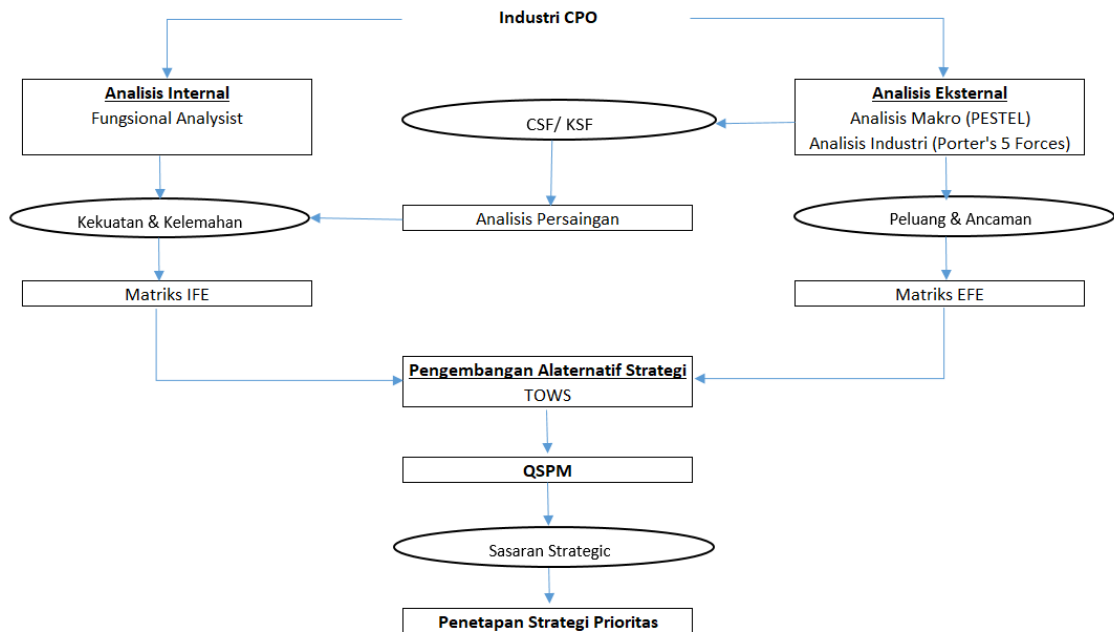 Industri CPO
Analisis Internal
Fungsional Analysist
CSF/ KSF
Analisis Eksternal
Analisis Makro (PESTEL)
Analisis Industri (Porter's 5 Forces)
Kekuatan & Kelemahan
Analisis Persaingan
Peluang & Ancaman
Matriks IFE
Matriks EFE
Pengembangan Alaternatif Strategi
TOWS
QSPM
Sasaran Strategic
Penetapan Strategi Prioritas